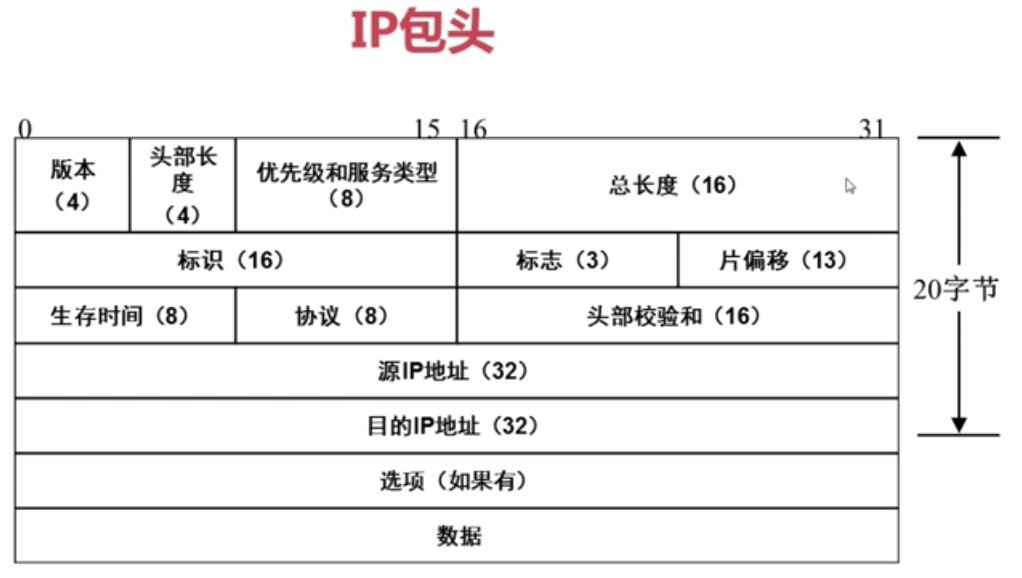 IP包头
0 15 16 31
版本
（4）
头部长
度
（4）
优先级和服务类型
（8）
总长度（16）
标识（16）
标志（3）
片偏移（13）
20字节
生存时间（8）
协议（8）
头部校验和（16）
源IP地址（32）
目的IP地址（32）
选项（如果有）
数据